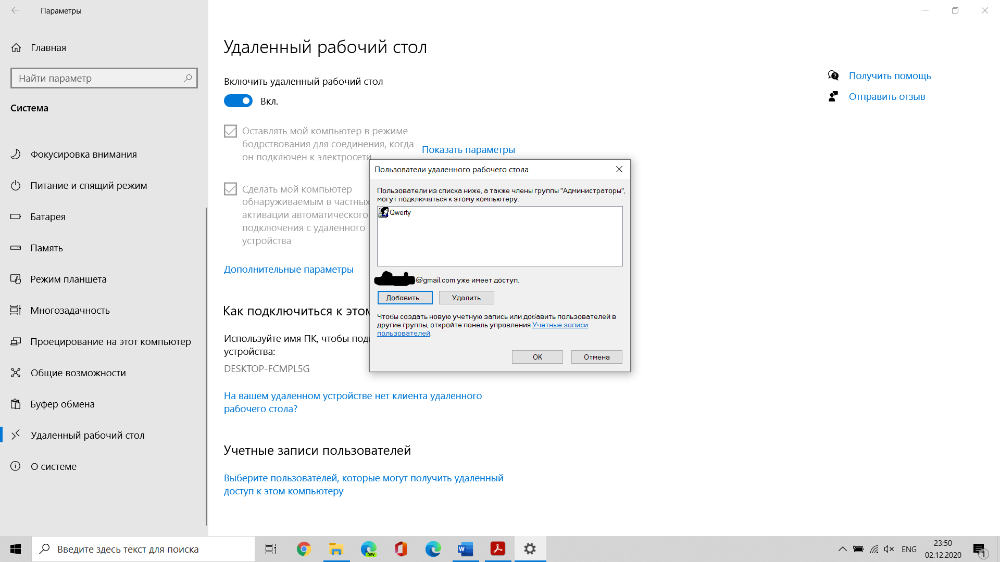 Параметры
Главная
Найти параметр
Система
Фокусировка внимания
Питание и спящий режим
Батарея
Память
Режим планшета
Многозадачность
Проецирование на этот компьютер
Общие возможности
Буфер обмена
Удаленный рабочий стол
О системе
Удаленный рабочий стол
Включить удаленный рабочий стол
Вкл.
Оставлять мой компьютер в режиме
бодрствования для соединения, когда
он подключен к электросети
Показать параметры
Сделать мой компьютер
обнаруживаемым в частных
активации автоматического
подключения с удаленного
устройства
Дополнительные параметры
Как подключиться к этом
Используйте имя ПК, чтобы под
устройства:
DESKTOP-FCMPL5G
На вашем удаленном устройстве нет клиента удаленного
рабочего стола?
Учетные записи пользователей
Выберите пользователей, которые могут получить удаленный
доступ к этом компьютеру
Получить помощь
Отправить отзыв
Пользователи удаленного рабочего стола
Пользователи из списка ниже, а также члены группы "Администраторы",
могут подключаться к этому компьютеру.
Qwerty
@gmail.com уже имеет доступ.
Добавить...
Удалить
Чтобы создать новую учетную запись или добавить пользователей в
другие группы, откройте панель управления Учетные записи
пользователей.
ОК
Отмена
Введите здесь текст для поиска
DEV
W
ENG
23:50
02.12.2020
1